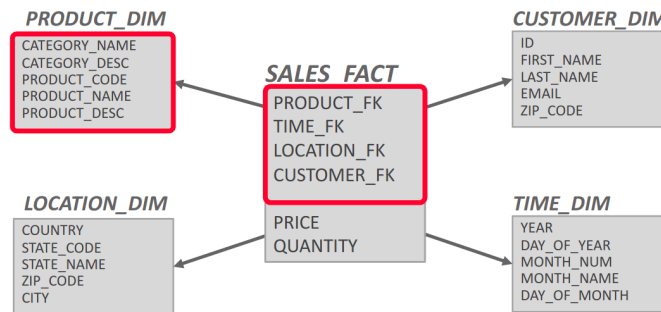 PRODUCT_DIM
CATEGORY_NAME
CATEGORY_DESC
PRODUCT_CODE
PRODUCT_NAME
PRODUCT_DESC
SALES_FACT
PRODUCT_FK
TIME_FK
LOCATION_FK
CUSTOMER_FK
PRICE
QUANTITY
CUSTOMER_DIM
ID
FIRST_NAME
LAST_NAME
EMAIL
ZIP_CODE
LOCATION_DIM
COUNTRY
STATE_CODE
STATE_NAME
ZIP_CODE
CITY
TIME_DIM
YEAR
DAY_OF_YEAR
MONTH_NUM
MONTH_NAME
DAY_OF_MONTH